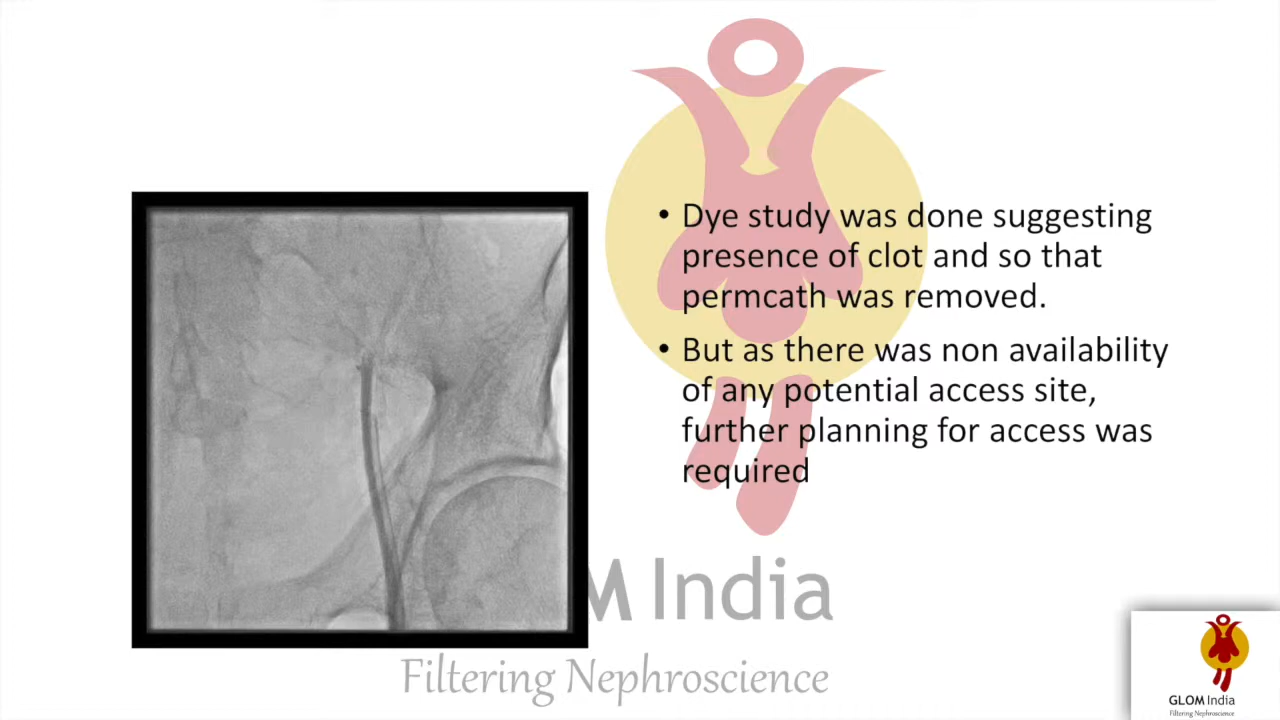 • Dye study was done suggesting
presence of clot and so that
permcath was removed.
• But as there was non availability
of any potential access site,
further planning for access was
required
M India
Filtering Nephroscience
GLOM India
Filtering Nephroscience